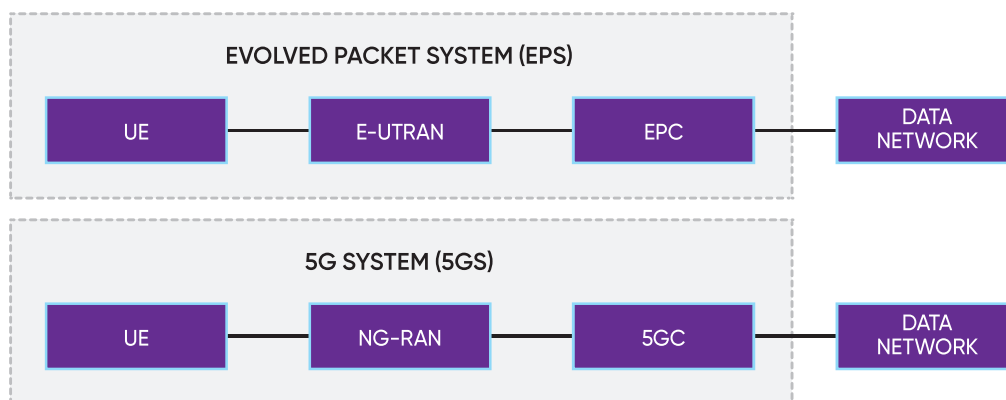 EVOLVED PACKET SYSTEM (EPS)
UE
E-UTRAN
EPC
DATA
NETWORK
5G SYSTEM (5GS)
UE
NG-RAN
5GC
DATA
NETWORK